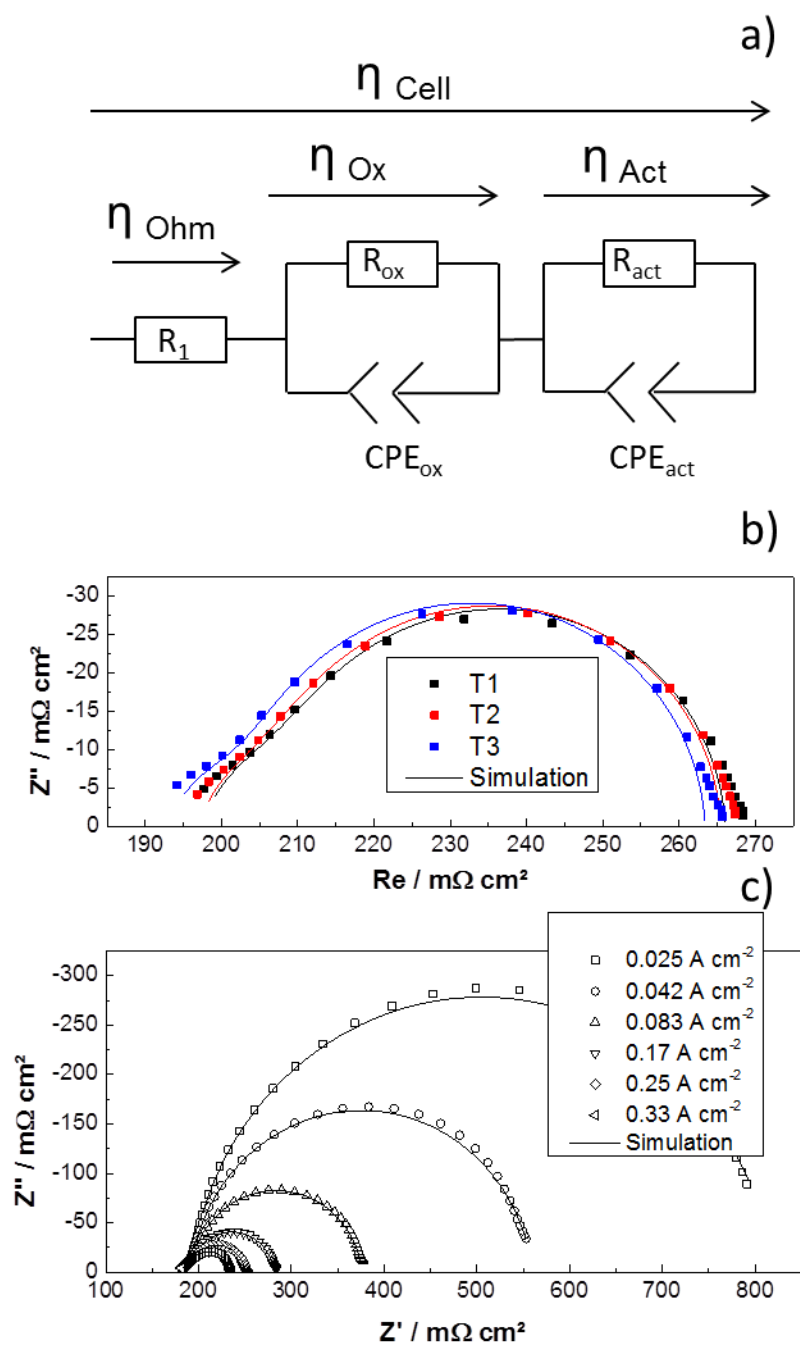 a)
η Cell
η Ox
η Act
η Ohm
Rox
Ract
R1
CPEox
CPEact
b)
-30
-25
-20
-15
-10
-5
0
Z'' / mΩ cm²
T1
T2
T3
Simulation
190 200 210 220 230 240 250 260 270
Re / mΩ cm²
c)
-300
-250
-200
-150
-100
-50
0
Z'' / mΩ cm²
0.025 A cm⁻²
0.042 A cm⁻²
0.083 A cm⁻²
0.17 A cm⁻²
0.25 A cm⁻²
0.33 A cm⁻²
Simulation
100 200 300 400 500 600 700 800
Z' / mΩ cm²